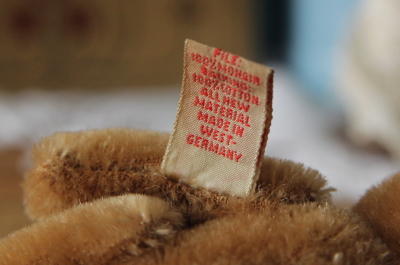 PILE:
100% MOHAIR
BACKING:
100% COTTON
ALL NEW
MATERIAL
MADE IN
WEST-
GERMANY